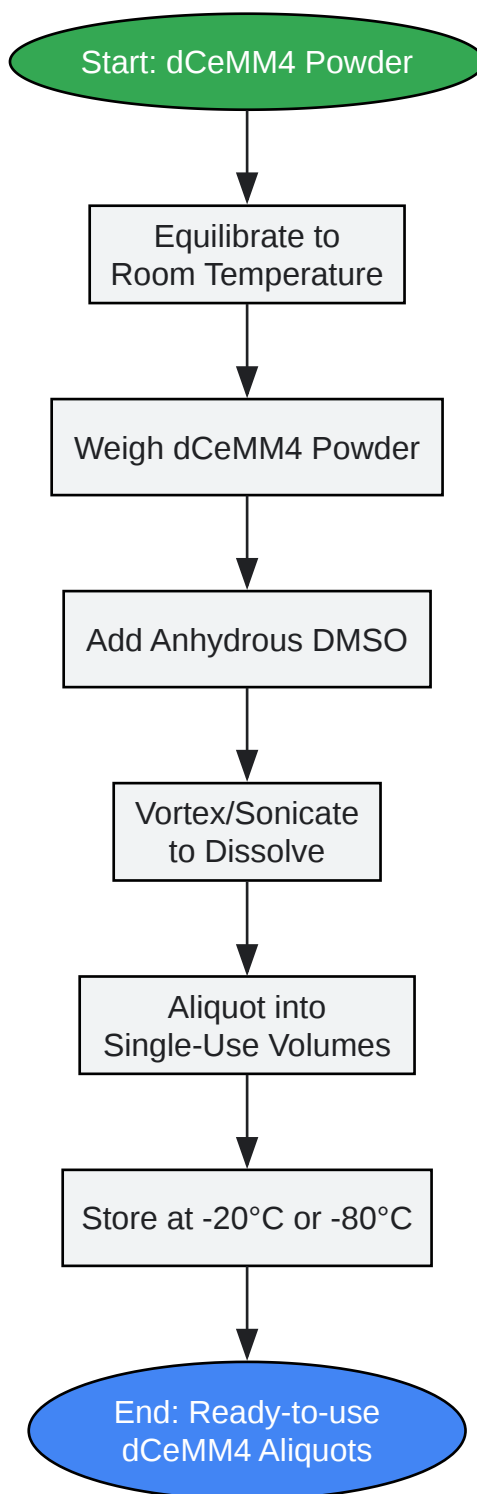 Start: dCeMM4 Powder
Equilibrate to
Room Temperature
Weigh dCeMM4 Powder
Add Anhydrous DMSO
Vortex/Sonicate
to Dissolve
Aliquot into
Single-Use Volumes
Store at -20°C or -80°C
End: Ready-to-use
dCeMM4 Aliquots